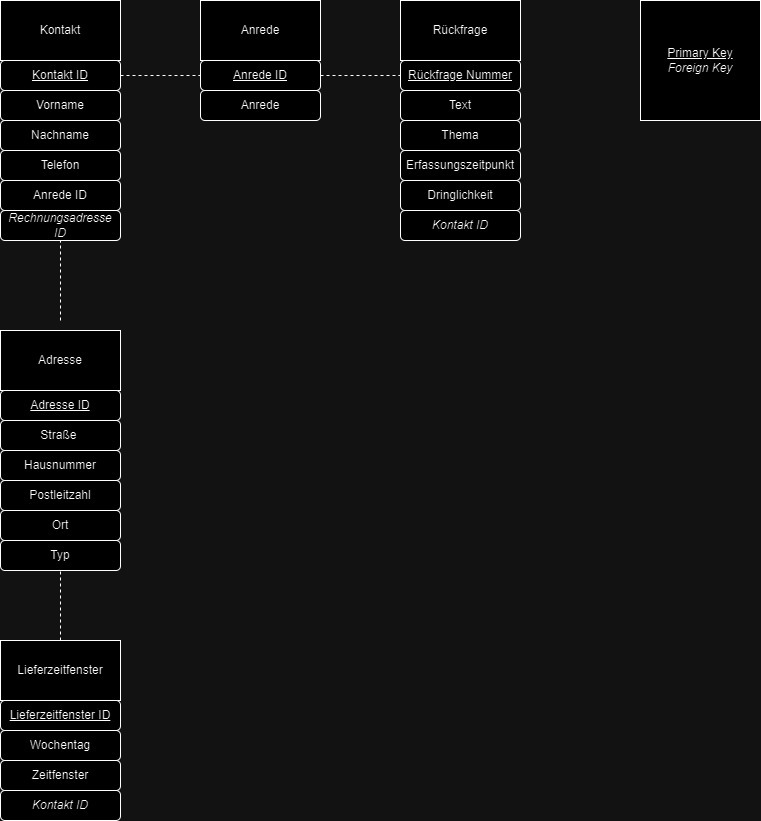 Kontakt
Kontakt ID
Vorname
Nachname
Telefon
Anrede ID
Rechnungsadresse
ID
Anrede
Anrede ID
Anrede
Rückfrage
Rückfrage Nummer
Text
Thema
Erfassungszeitpunkt
Dringlichkeit
Kontakt ID
Primary Key
Foreign Key
Adresse
Adresse ID
Straße
Hausnummer
Postleitzahl
Ort
Typ
Lieferzeitfenster
Lieferzeitfenster ID
Wochentag
Zeitfenster
Kontakt ID